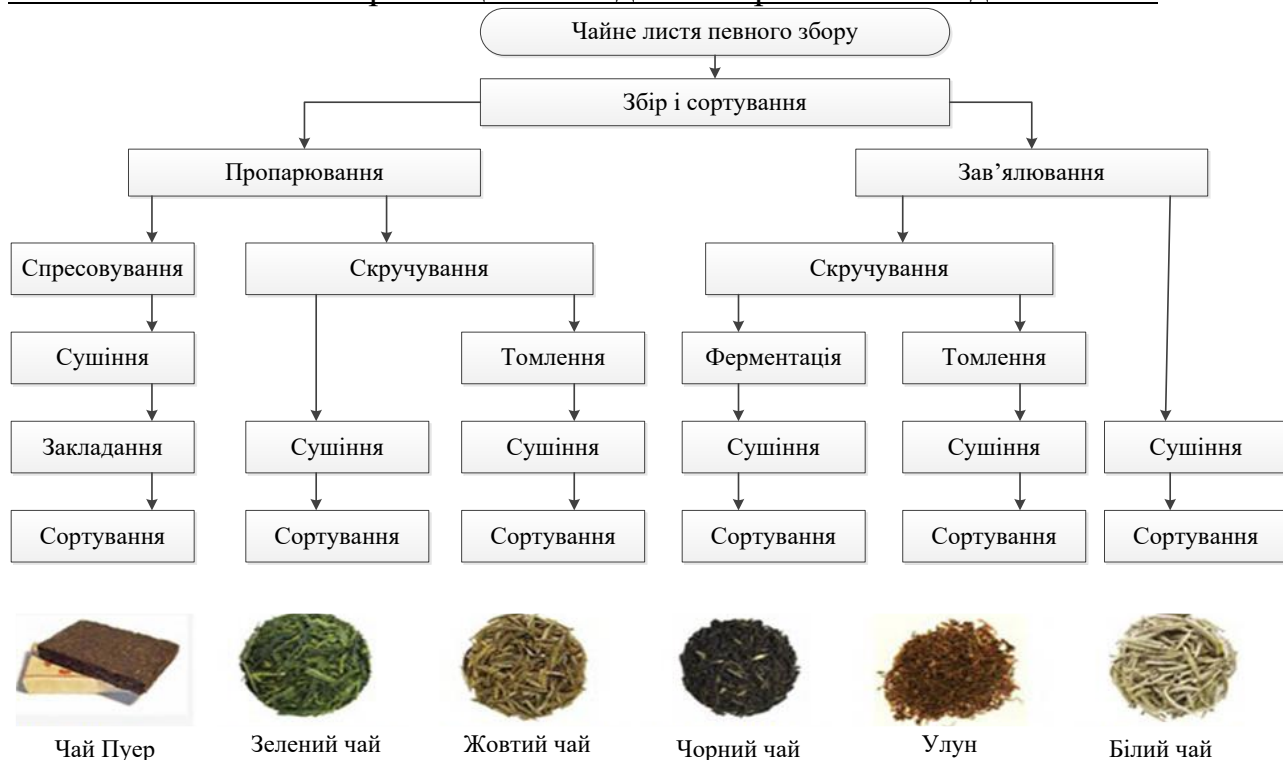 Чайне листя певного збору
Збір і сортування
Пропарювання
Зав’ялювання
Спресовування
Скручування
Скручування
Сушіння
Томлення
Ферментація
Томлення
Закладання
Сушіння
Сушіння
Сушіння
Сушіння
Сушіння
Сортування
Сортування
Сортування
Сортування
Сортування
Сортування
Чай Пуер
Зелений чай
Жовтий чай
Чорний чай
Улун
Білий чай